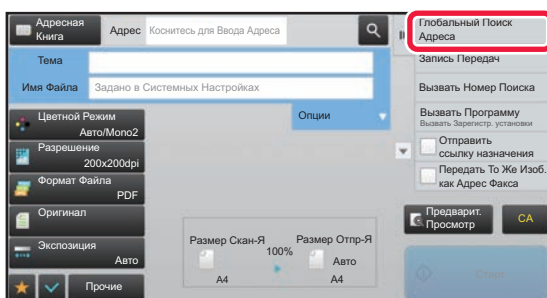 Адресная
Книга
Адрес
Коснитесь для Ввода Адреса
Тема
Имя Файла
Задано в Системных Настройках
Опции
Цветной Режим
Авто/Mono2
Разрешение
200x200dpi
Формат Файла
PDF
Оригинал
Экспозиция
Авто
Прочие
Размер Скан-Я
100%
Размер Отпр-Я
Авто
A4
A4
Глобальный Поиск
Адреса
Запись Передач
Вызвать Номер Поиска
Вызвать Программу
Вызвать Зарегистр. установки
Отправить
ссылку назначения
Передать То Же Изоб.
как Адрес Факса
Предварит.
Просмотр
CA
Старт